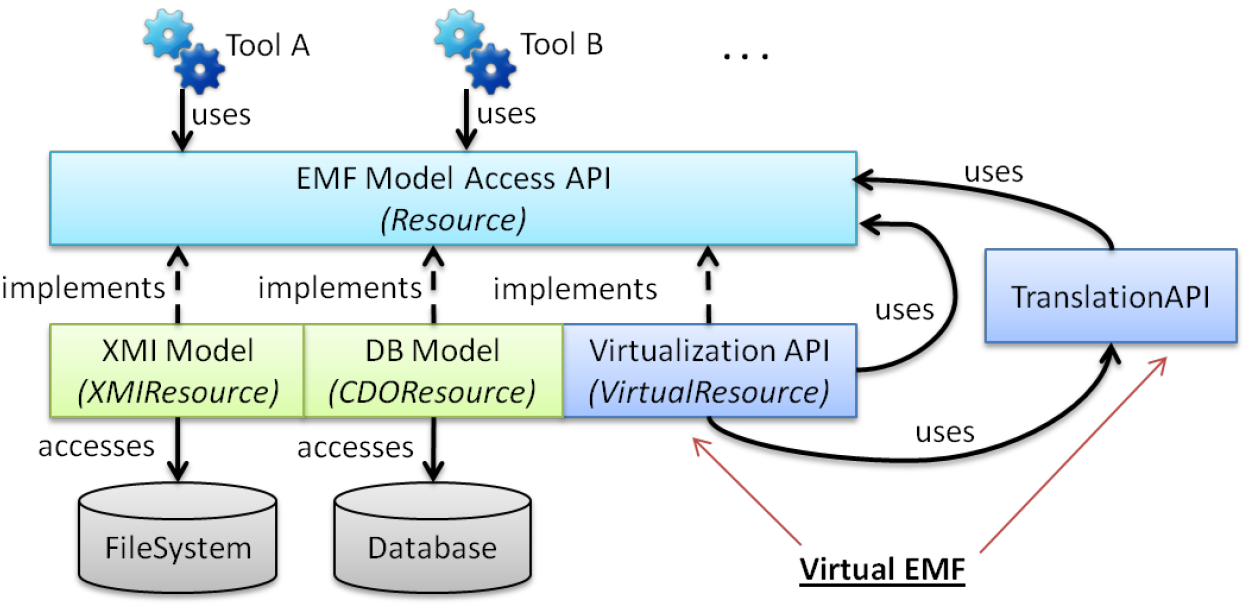 Tool A
Tool B
...
uses
uses
EMF Model Access API
(Resource)
uses
implements
implements
implements
uses
TranslationAPI
XMI Model
(XMIResource)
DB Model
(CDOResource)
Virtualization API
(VirtualResource)
accesses
accesses
uses
FileSystem
Database
Virtual EMF